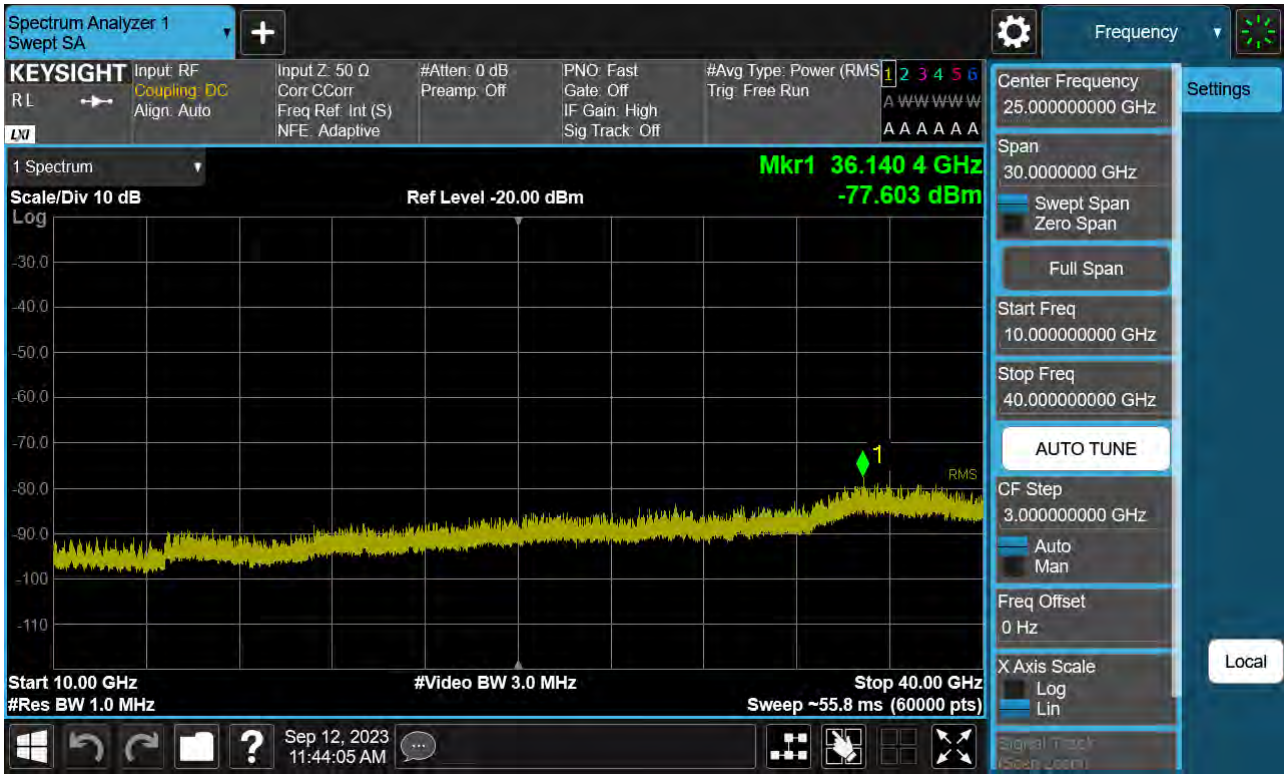 Spectrum Analyzer 1
Swept SA
+
Frequency
KEYSIGHT
RL
LXI
Input: RF
Coupling: DC
Align: Auto
Input Z: 50 Ω
Corr CCorr
Freq Ref: Int (S)
NFE: Adaptive
#Atten: 0 dB
Preamp: Off
PNO: Fast
Gate: Off
IF Gain: High
Sig Track: Off
#Avg Type: Power (RMS
Trig: Free Run
1 2 3 4 5 6
A W W W W W
A A A A A A
1 Spectrum
Mkr1 36.140 4 GHz
-77.603 dBm
Scale/Div 10 dB
Ref Level -20.00 dBm
Log
-30.0
-40.0
-50.0
-60.0
-70.0
-80.0
-90.0
-100
-110
1
RMS
Start 10.00 GHz
#Video BW 3.0 MHz
Stop 40.00 GHz
#Res BW 1.0 MHz
Sweep ~55.8 ms (60000 pts)
?
Sep 12, 2023
11:44:05 AM
Center Frequency
25.000000000 GHz
Span
30.0000000 GHz
Swept Span
Zero Span
Full Span
Start Freq
10.000000000 GHz
Stop Freq
40.000000000 GHz
AUTO TUNE
CF Step
3.000000000 GHz
Auto
Man
Freq Offset
0 Hz
X Axis Scale
Log
Lin
Signal Track
(Span Zoom)
Settings
Local